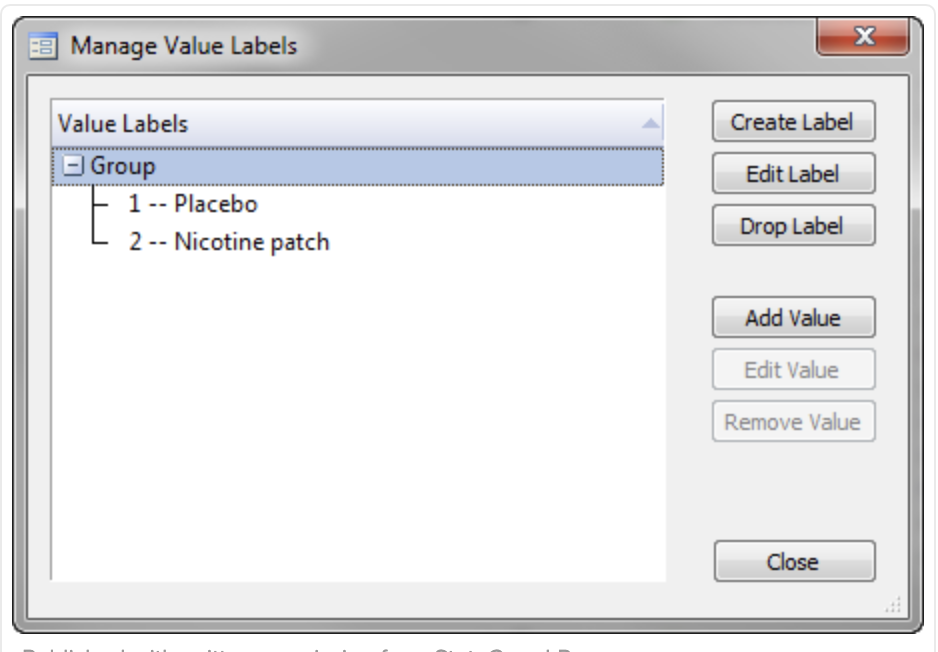 Manage Value Labels
Value Labels
Group
1 -- Placebo
2 -- Nicotine patch
Create Label
Edit Label
Drop Label
Add Value
Edit Value
Remove Value
Close